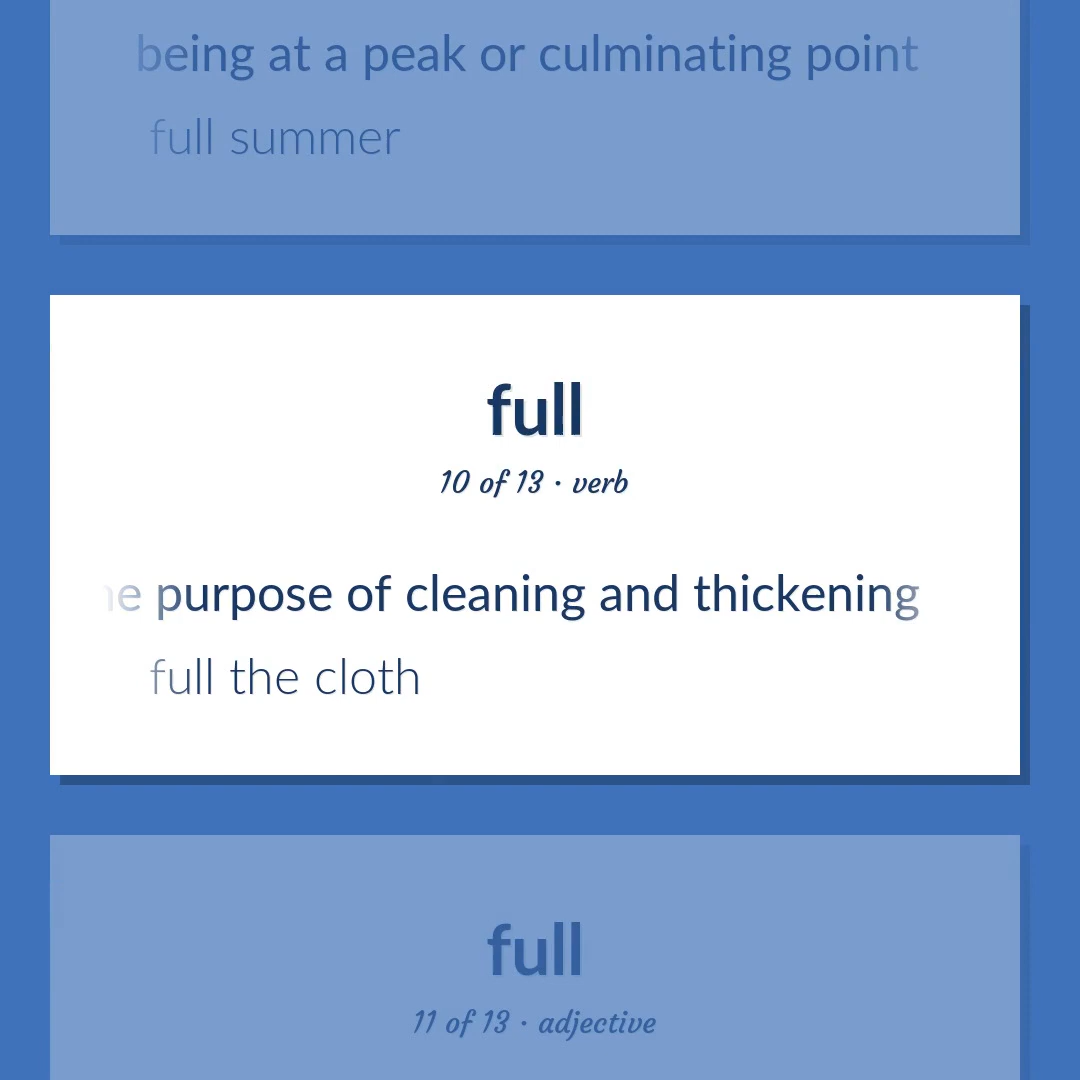 being at a peak or culminating point
full summer
full
10 of 13 · verb
purpose of cleaning and thickening
full the cloth
full
11 of 13 · adjective